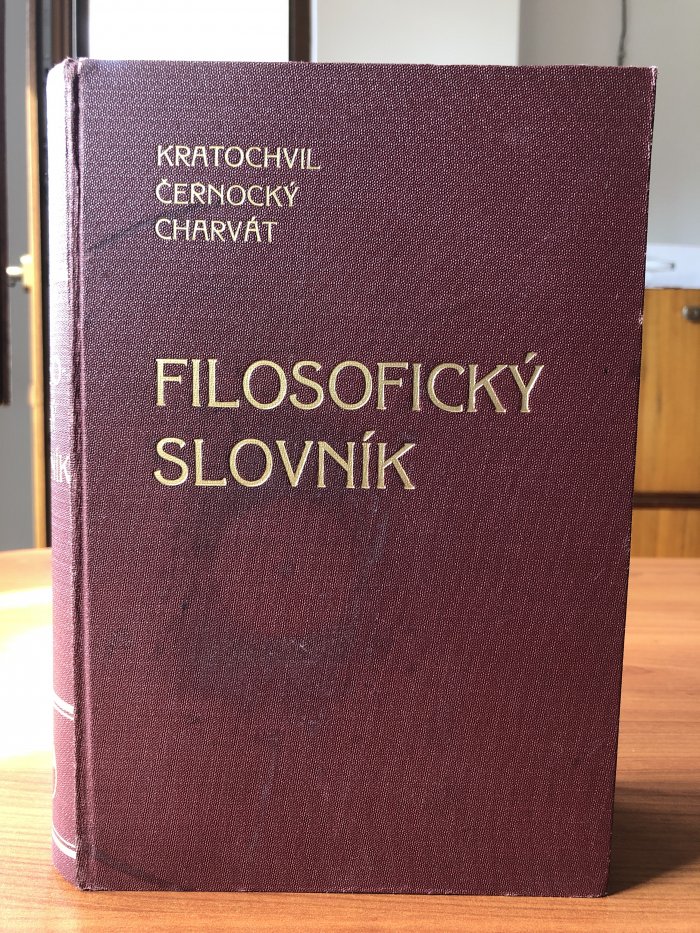 KRATOCHVIL
ČERNOCKÝ
CHARVÁT
FILOSOFICKÝ
SLOVNÍK